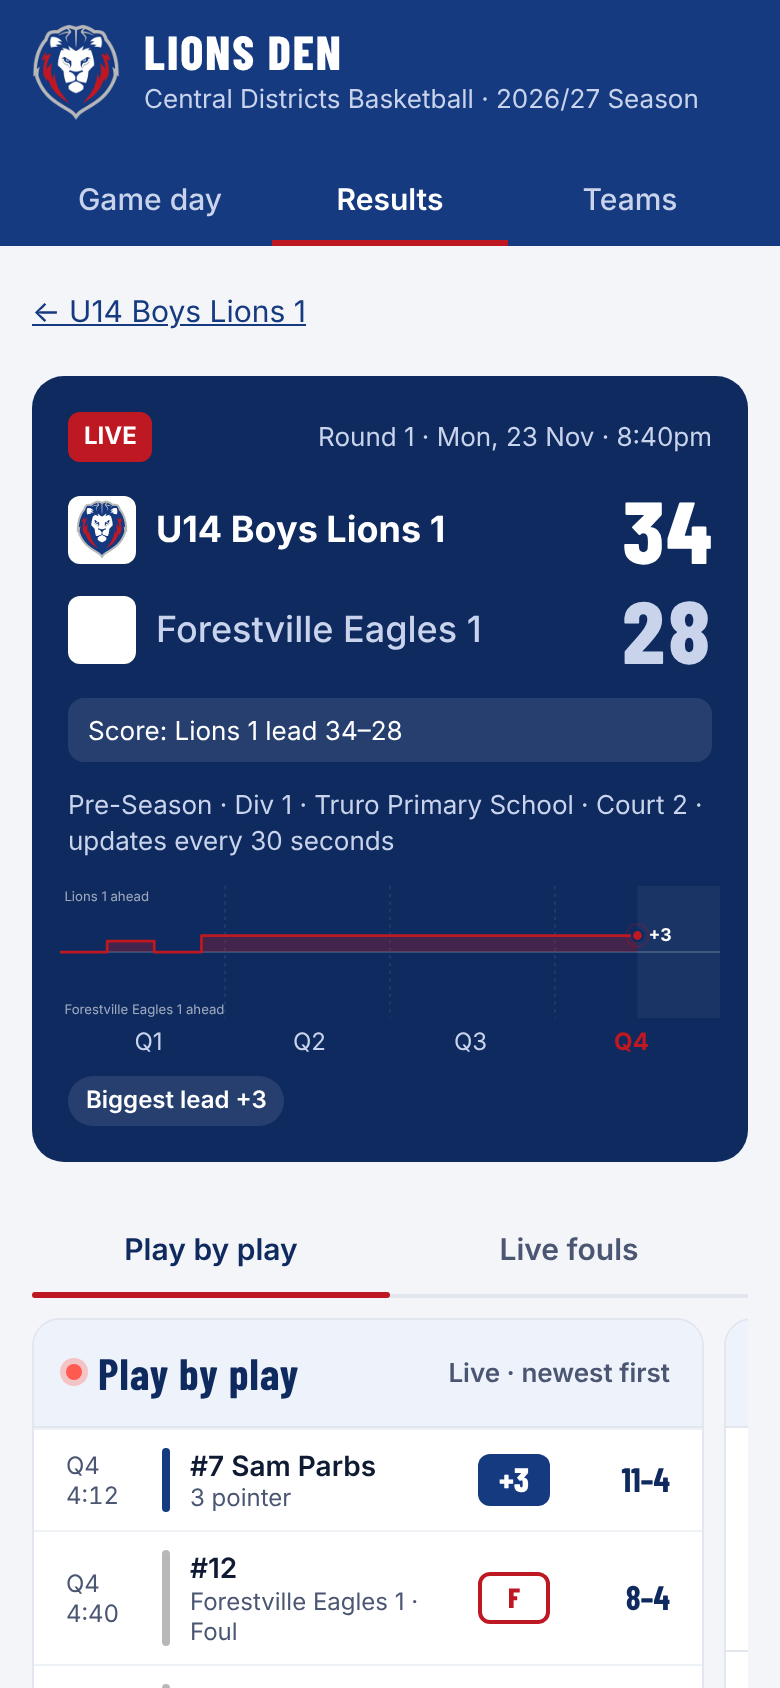 LIONS DEN
Central Districts Basketball · 2026/27 Season
Game day Results Teams
← U14 Boys Lions 1
LIVE Round 1 · Mon, 23 Nov · 8:40pm
U14 Boys Lions 1 34
Forestville Eagles 1 28
Score: Lions 1 lead 34–28
Pre-Season · Div 1 · Truro Primary School · Court 2 ·
updates every 30 seconds
Lions 1 ahead
+3
Forestville Eagles 1 ahead
Q1 Q2 Q3 Q4
Biggest lead +3
Play by play Live fouls
Play by play Live · newest first
Q4
4:12
#7 Sam Parbs
3 pointer
+3
11–4
Q4
4:40
#12
Forestville Eagles 1 ·
Foul
F
8–4